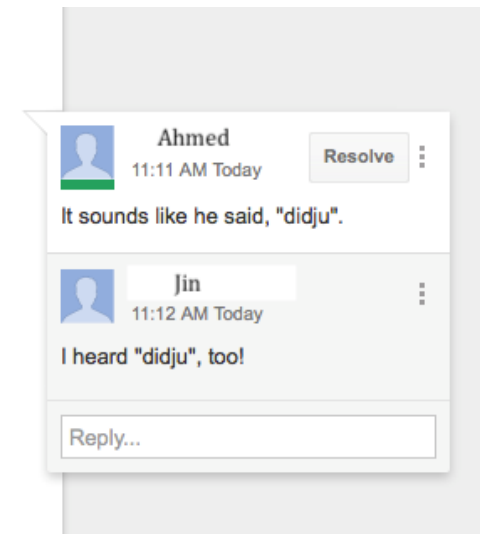 Ahmed
11:11 AM Today
Resolve
It sounds like he said, "didju".
Jin
11:12 AM Today
I heard "didju", too!
Reply...